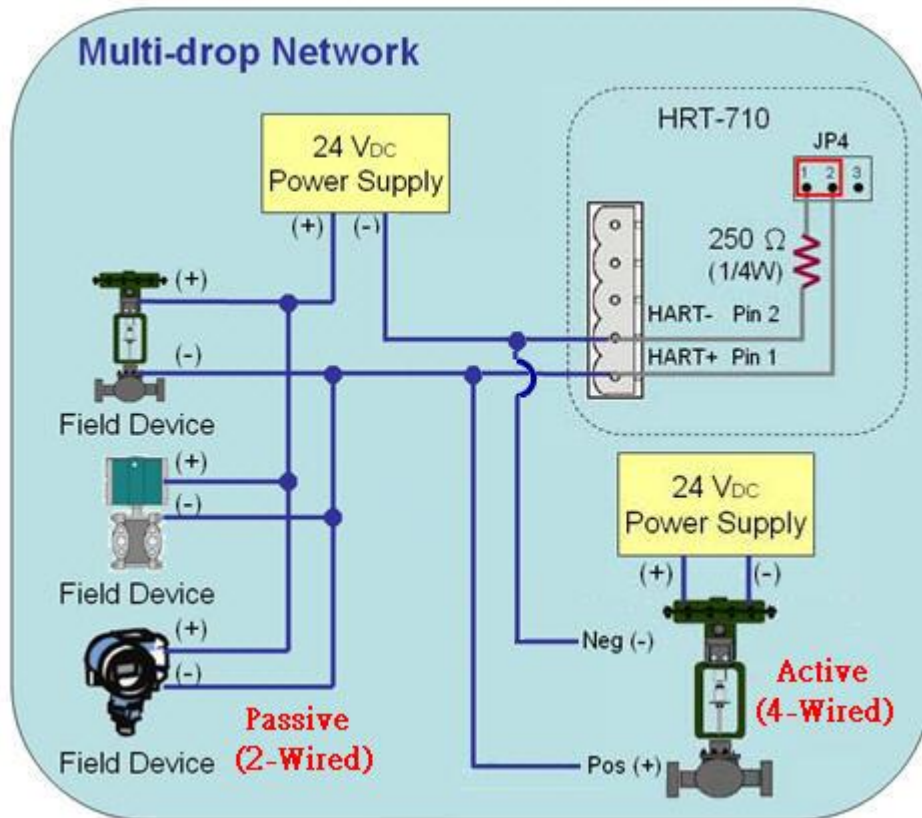 Multi-drop Network
24 VDC
Power Supply
(+) (-)
HRT-710
JP4
1 2 3
250 Ω
(1/4W)
HART- Pin 2
HART+ Pin 1
(+)
(-)
Field Device
(+)
(-)
Field Device
(+)
(-)
Field Device
Passive
(2-Wired)
24 VDC
Power Supply
(+) (-)
Neg (-)
Active
(4-Wired)
Pos (+)